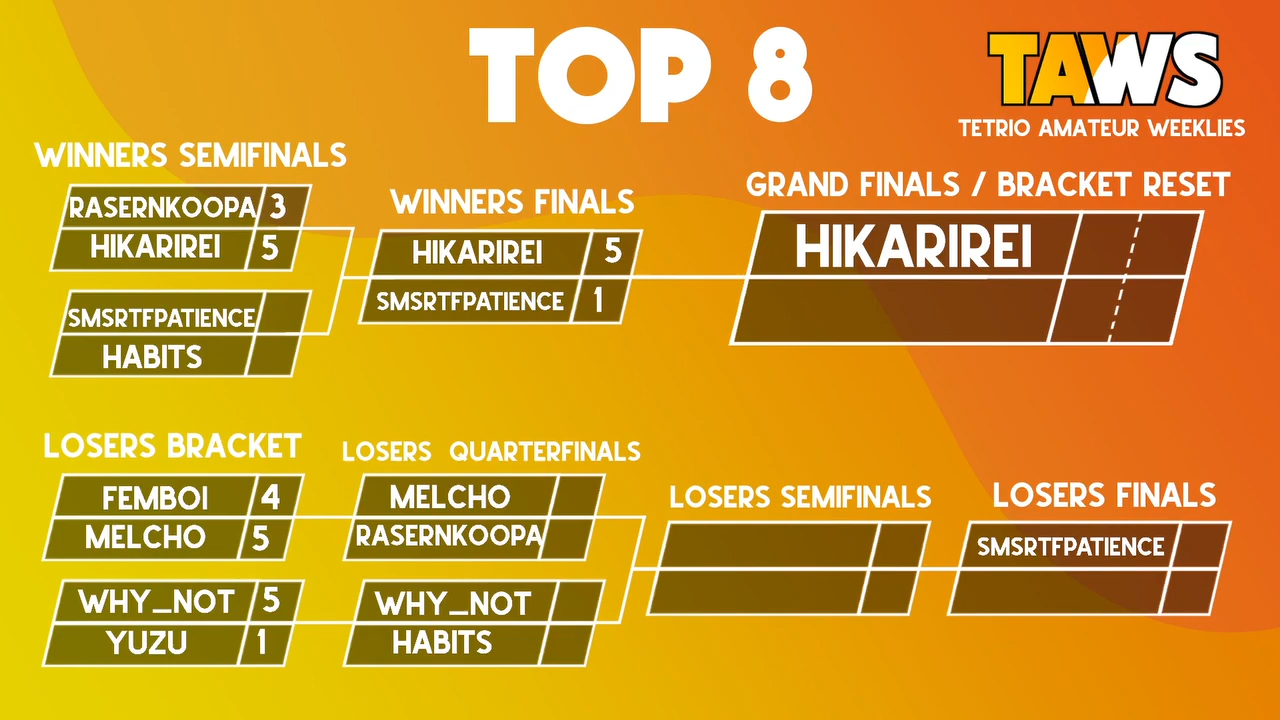 TOP 8
TAWS
TETRIO AMATEUR WEEKLIES
WINNERS SEMIFINALS
RASERNKOOPA 3
HIKARIREI 5
SMSRTFPATIENCE
HABITS
WINNERS FINALS
HIKARIREI 5
SMSRTFPATIENCE 1
GRAND FINALS / BRACKET RESET
HIKARIREI
LOSERS BRACKET
FEMBOI 4
MELCHO 5
WHY_NOT 5
YUZU 1
LOSERS QUARTERFINALS
MELCHO
RASERNKOOPA
WHY_NOT
HABITS
LOSERS SEMIFINALS
LOSERS FINALS
SMSRTFPATIENCE